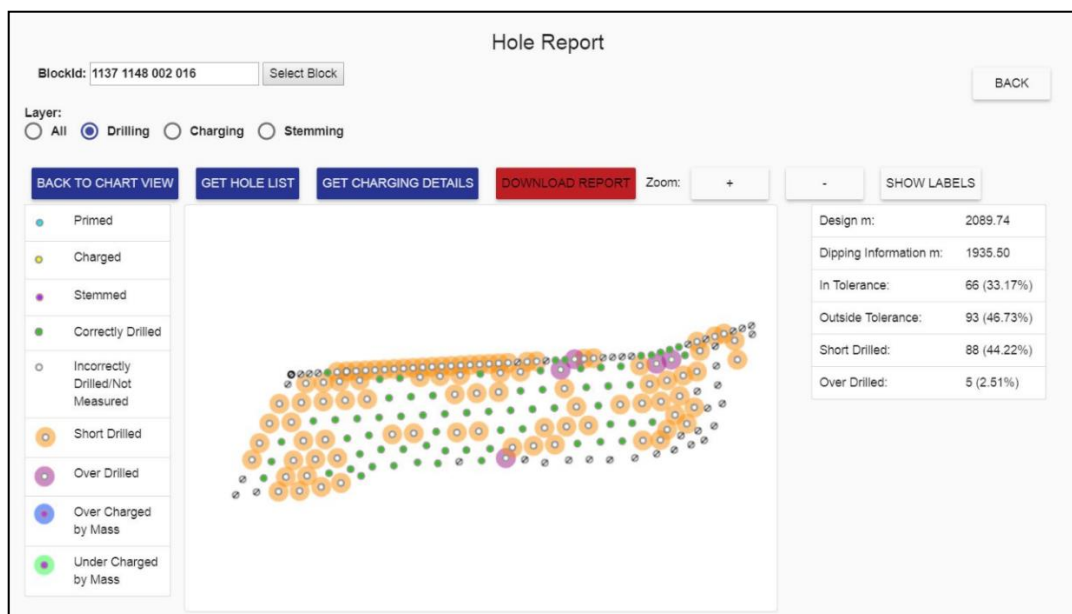 Hole Report
BlockId: 1137 1148 002 016 Select Block
BACK
Layer:
All Drilling Charging Stemming
BACK TO CHART VIEW GET HOLE LIST GET CHARGING DETAILS DOWNLOAD REPORT Zoom: + - SHOW LABELS
Primed
Charged
Stemmed
Correctly Drilled
Incorrectly
Drilled/Not
Measured
Short Drilled
Over Drilled
Over Charged
by Mass
Under Charged
by Mass
Design m: 2089.74
Dipping Information m: 1935.50
In Tolerance: 66 (33.17%)
Outside Tolerance: 93 (46.73%)
Short Drilled: 88 (44.22%)
Over Drilled: 5 (2.51%)